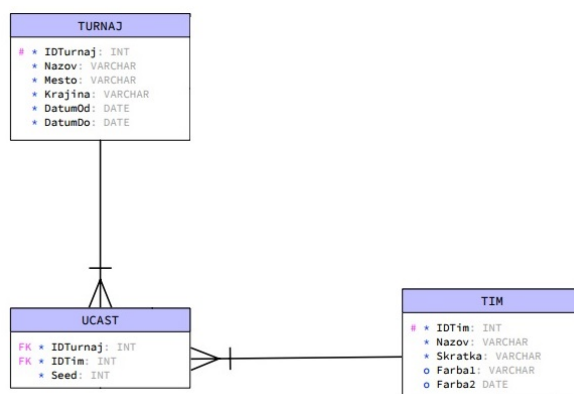 TURNAJ
# * IDTurnaj: INT
* Nazov: VARCHAR
* Mesto: VARCHAR
* Krajina: VARCHAR
* DatumOd: DATE
* DatumDo: DATE
UCAST
FK * IDTurnaj: INT
FK * IDTim: INT
* Seed: INT
TIM
# * IDTim: INT
* Nazov: VARCHAR
* Skratka: VARCHAR
o Farba1: VARCHAR
o Farba2 DATE